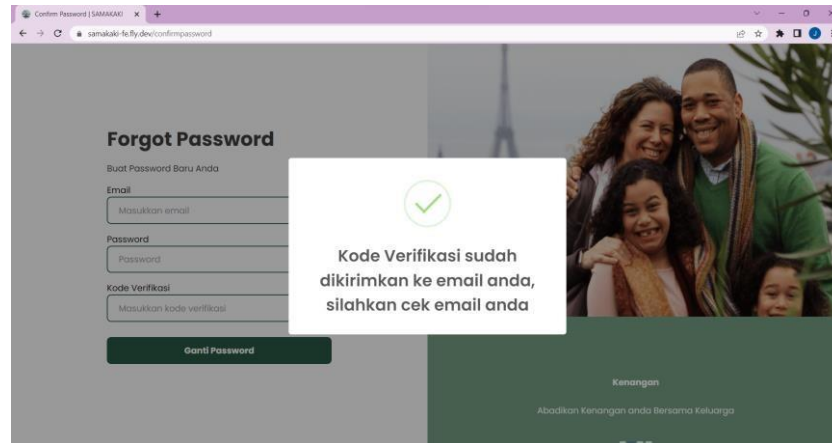 Confirm Password | SAMAKAKI
samakaki-fe.fly.dev/confirmpassword
Forgot Password
Buat Password Baru Anda
Email
Masukkan email
Password
Password
Kode Verifikasi
Masukkan kode verifikasi
Ganti Password
Kode Verifikasi sudah
dikirimkan ke email anda,
silahkan cek email anda
Kenangan
Abadikan Kenangan anda Bersama Keluarga